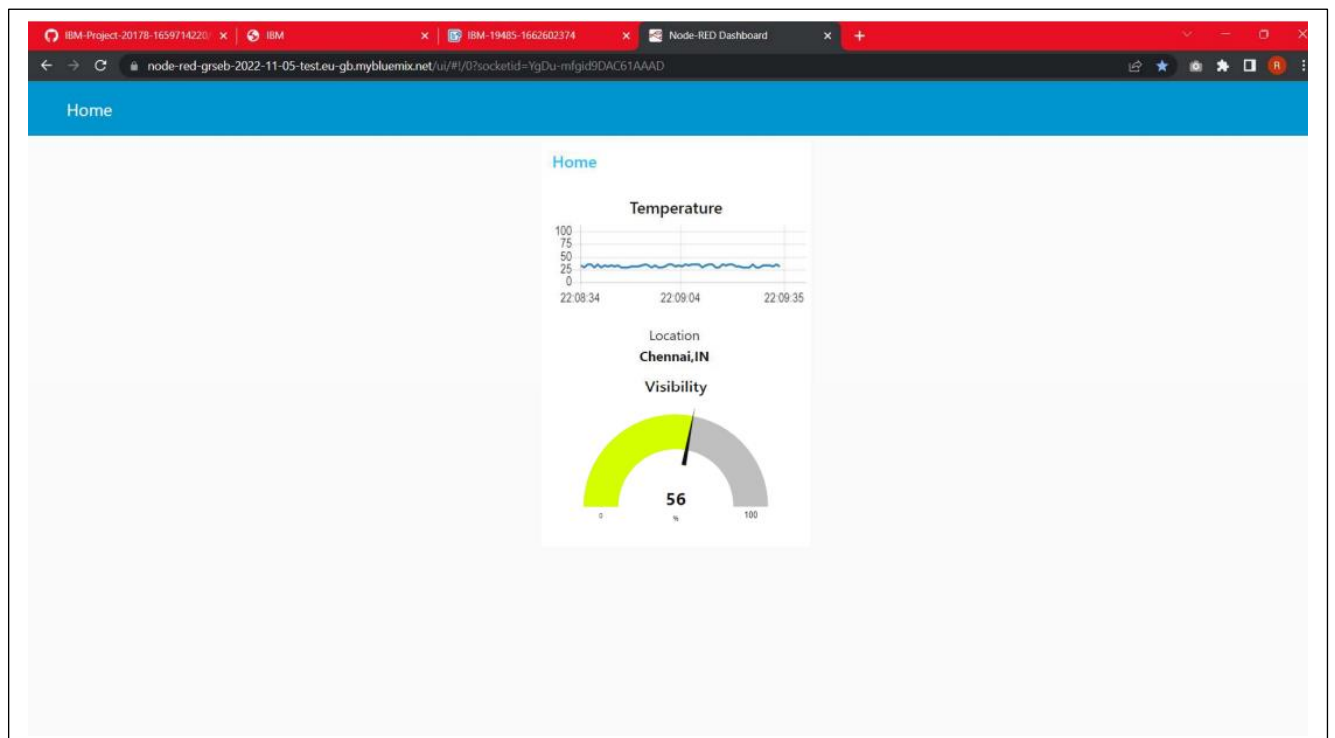 IBM-Project-20178-1659714220/ IBM IBM-19485-1662602374 Node-RED Dashboard
node-red-grseb-2022-11-05-test.eu-gb.mybluemix.net/ui/#!/0?socketid=YgDu-mfgid9DAC61AAAD R
Home
Home
Temperature
100
75
50
25
0
22:08:34 22:09:04 22:09:35
Location
Chennai,IN
Visibility
56
0 % 100